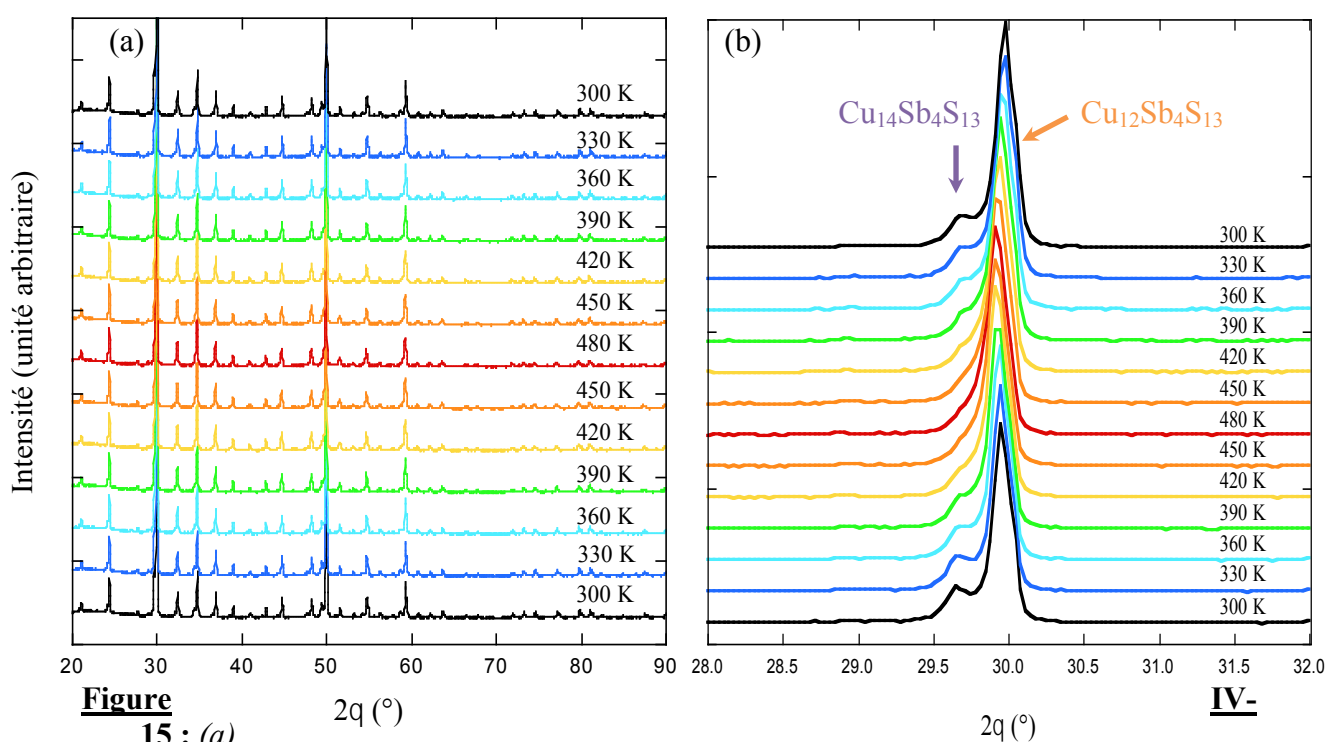 Intensité (unité arbitraire)
(a)
300 K
330 K
360 K
390 K
420 K
450 K
480 K
450 K
420 K
390 K
360 K
330 K
300 K
20 30 40 50 60 70 80 90
2q (°)
(b)
Cu₁₄Sb₄S₁₃
Cu₁₂Sb₄S₁₃
300 K
330 K
360 K
390 K
420 K
450 K
480 K
450 K
420 K
390 K
360 K
330 K
300 K
28.0 28.5 29.0 29.5 30.0 30.5 31.0 31.5 32.0
2q (°)
Figure IV-
15 : (a)